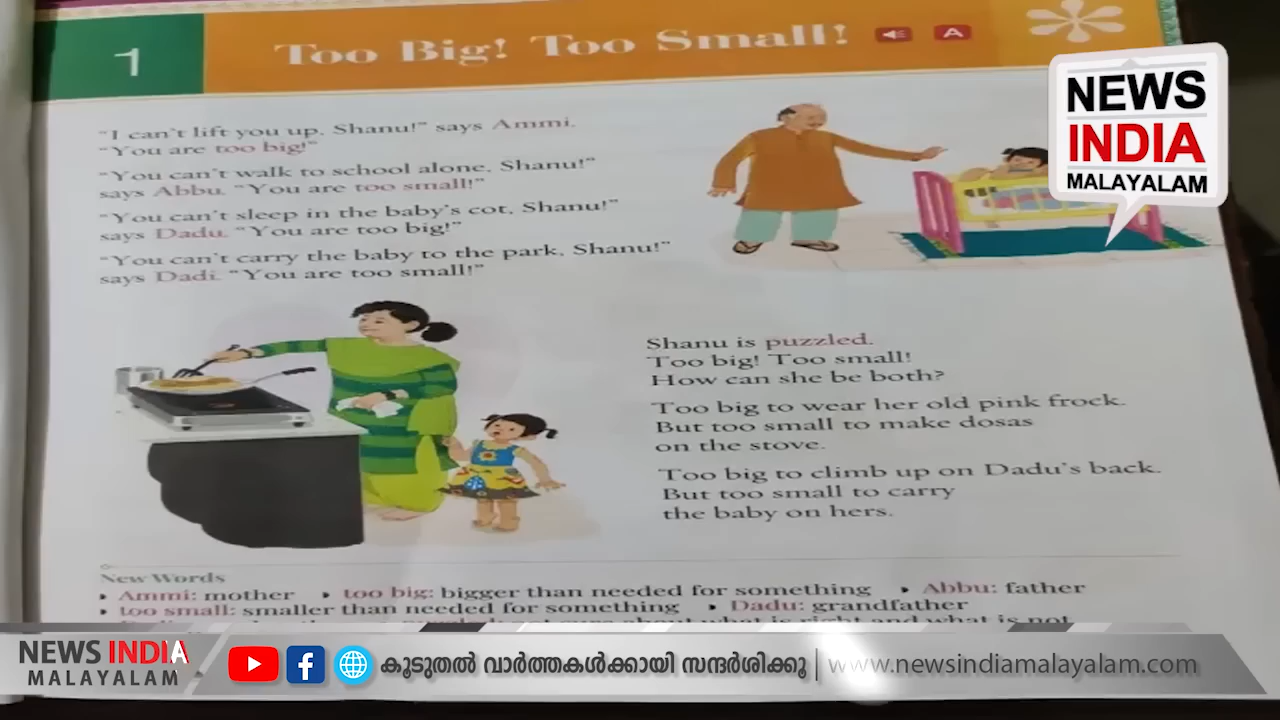 1
Too Big! Too Small!
A
NEWS
INDIA
MALAYALAM
"I can't lift you up, Shanu!" says Ammi.
"You are too big!"
"You can't walk to school alone, Shanu!"
says Abbu. "You are too small!"
"You can't sleep in the baby's cot, Shanu!"
says Dadu. "You are too big!"
"You can't carry the baby to the park, Shanu!"
says Dadi. "You are too small!"
Shanu is puzzled.
Too big! Too small!
How can she be both?
Too big to wear her old pink frock.
But too small to make dosas
on the stove.
Too big to climb up on Dadu's back.
But too small to carry
the baby on hers.
New Words
• Ammi: mother • too big: bigger than needed for something • Abbu: father
• too small: smaller than needed for something • Dadu: grandfather
what is right and what is not
NEWS INDIA
MALAYALAM
കൂടുതൽ വാർത്തകൾക്കായി സന്ദർശിക്കൂ | www.newsindiamalayalam.com